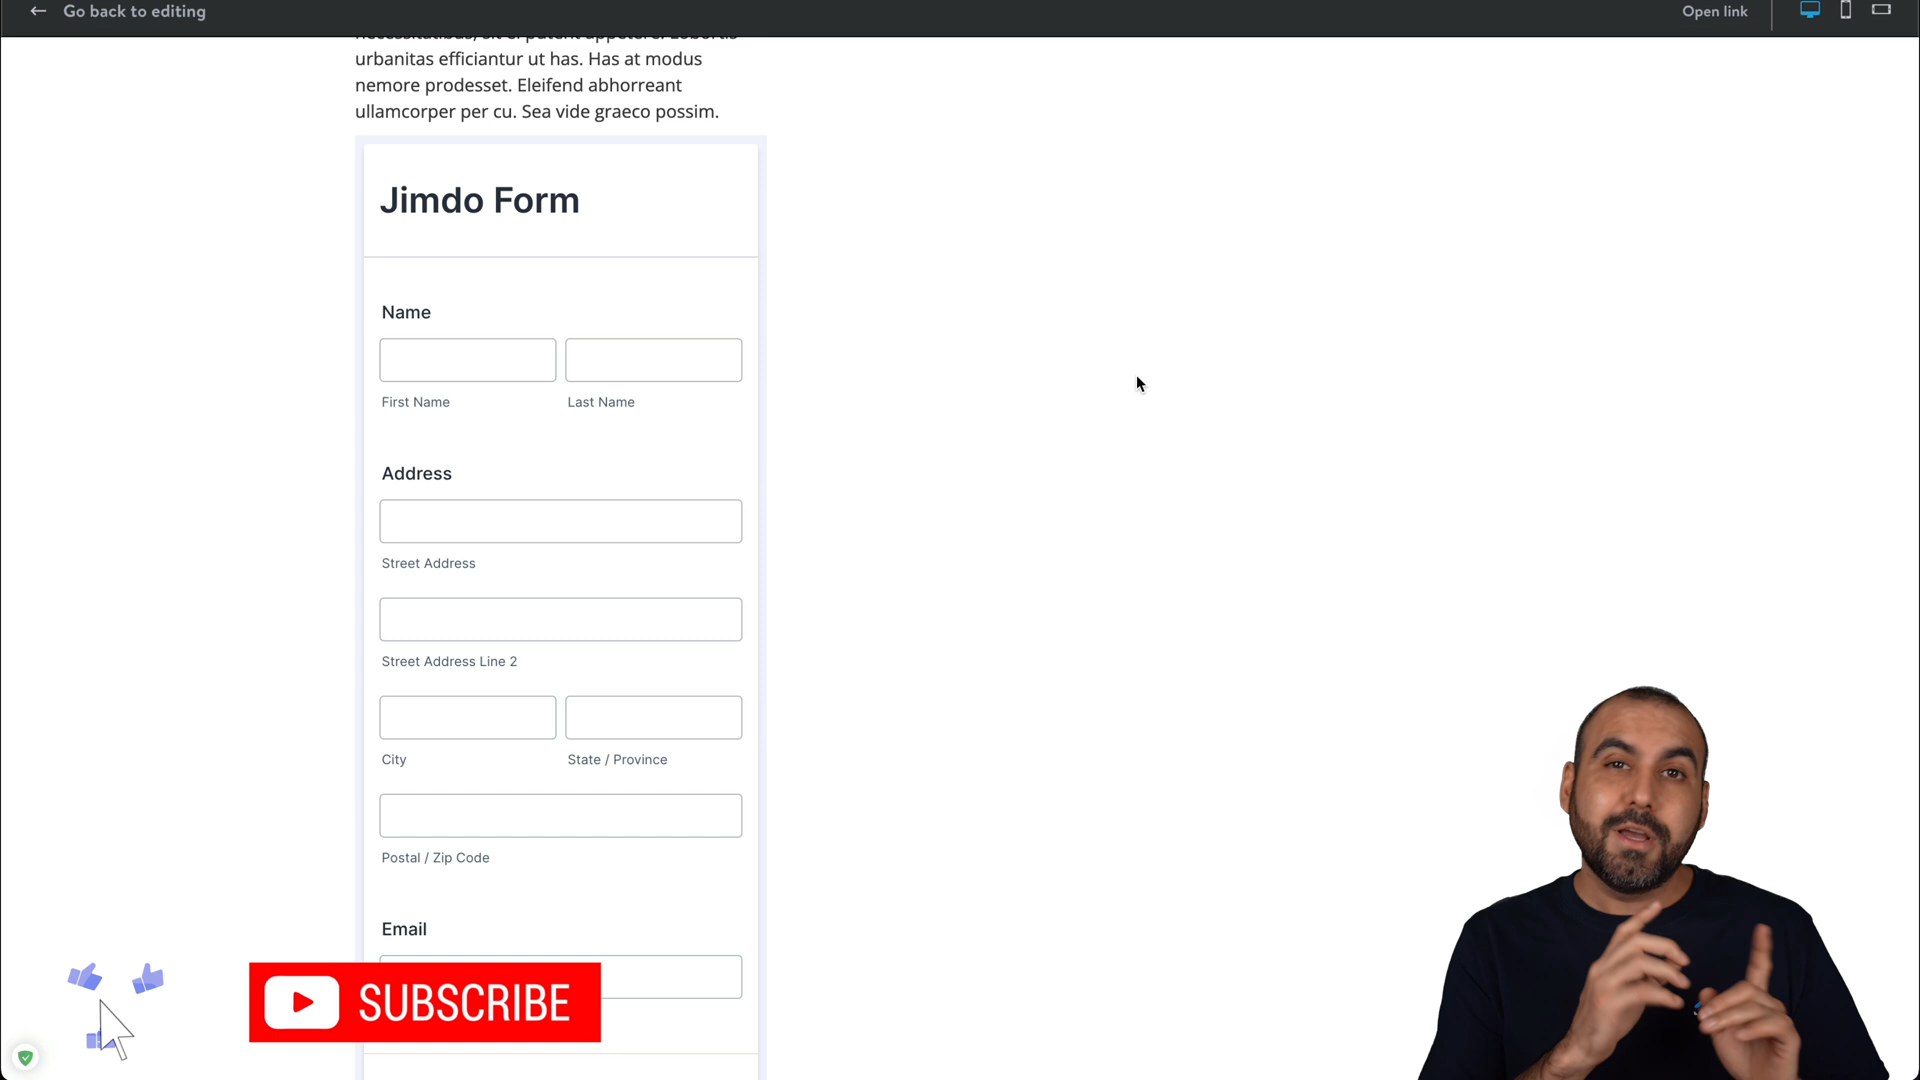 Go back to editing
Open link
necessitatibus, sit ei putent appetere. Lobortis
urbanitas efficiantur ut has. Has at modus
nemore prodesset. Eleifend abhorreant
ullamcorper per cu. Sea vide graeco possim.
Jimdo Form
Name
First Name
Last Name
Address
Street Address
Street Address Line 2
City
State / Province
Postal / Zip Code
Email
SUBSCRIBE